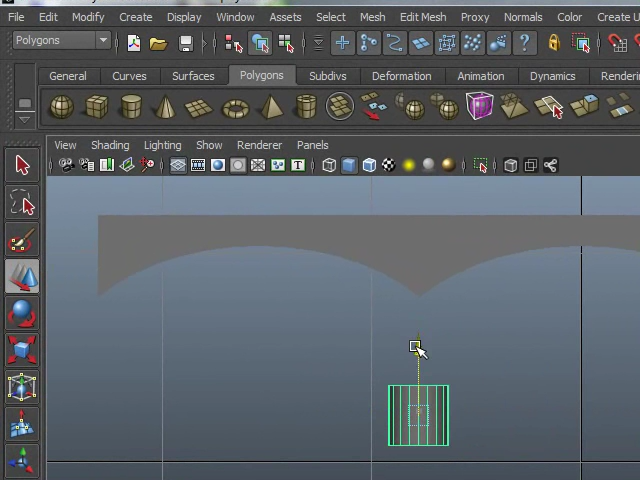 File Edit Modify Create Display Window Assets Select Mesh Edit Mesh Proxy Normals Color Create U
Polygons
General Curves Surfaces Polygons Subdivs Deformation Animation Dynamics Renderin
View Shading Lighting Show Renderer Panels